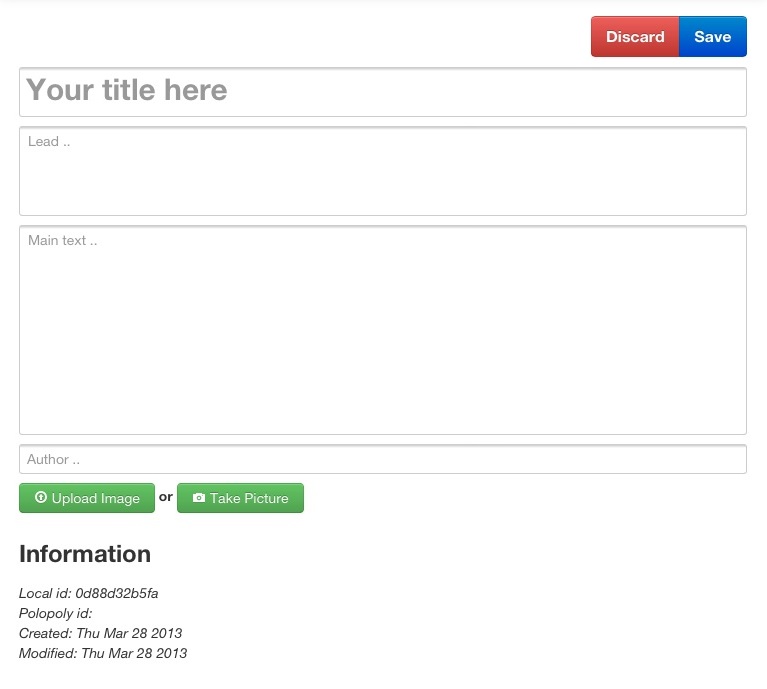 Discard Save
Your title here
Lead ..
Main text ..
Author ..
Upload Image or Take Picture
Information
Local id: 0d88d32b5fa
Polopoly id:
Created: Thu Mar 28 2013
Modified: Thu Mar 28 2013